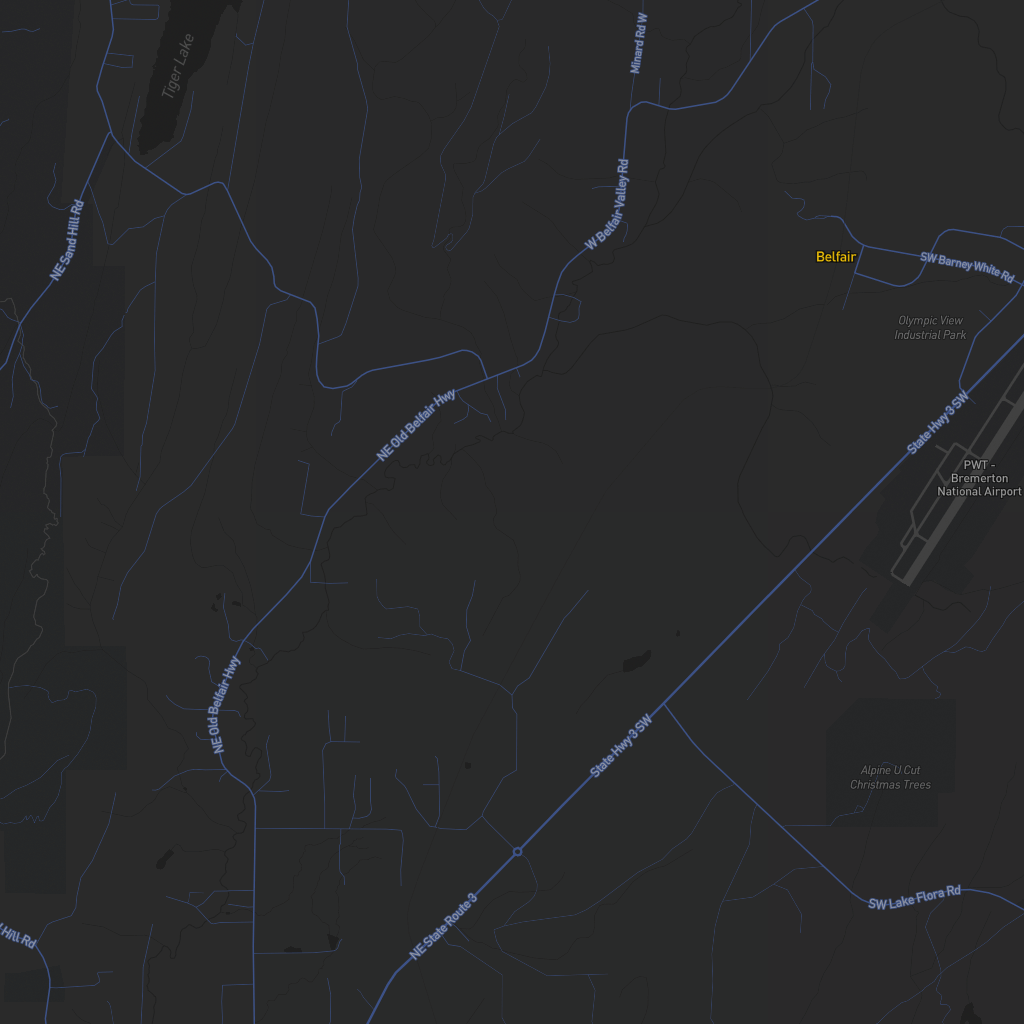 Tiger Lake
Minard Rd W
NE Sand Hill Rd
W Belfair Valley Rd
Belfair
SW Barney White Rd
Olympic View
Industrial Park
NE Old Belfair Hwy
State Hwy 3 SW
PWT -
Bremerton
National Airport
NE Old Belfair Hwy
State Hwy 3 SW
Alpine U Cut
Christmas Trees
SW Lake Flora Rd
NE State Route 3
Hill Rd